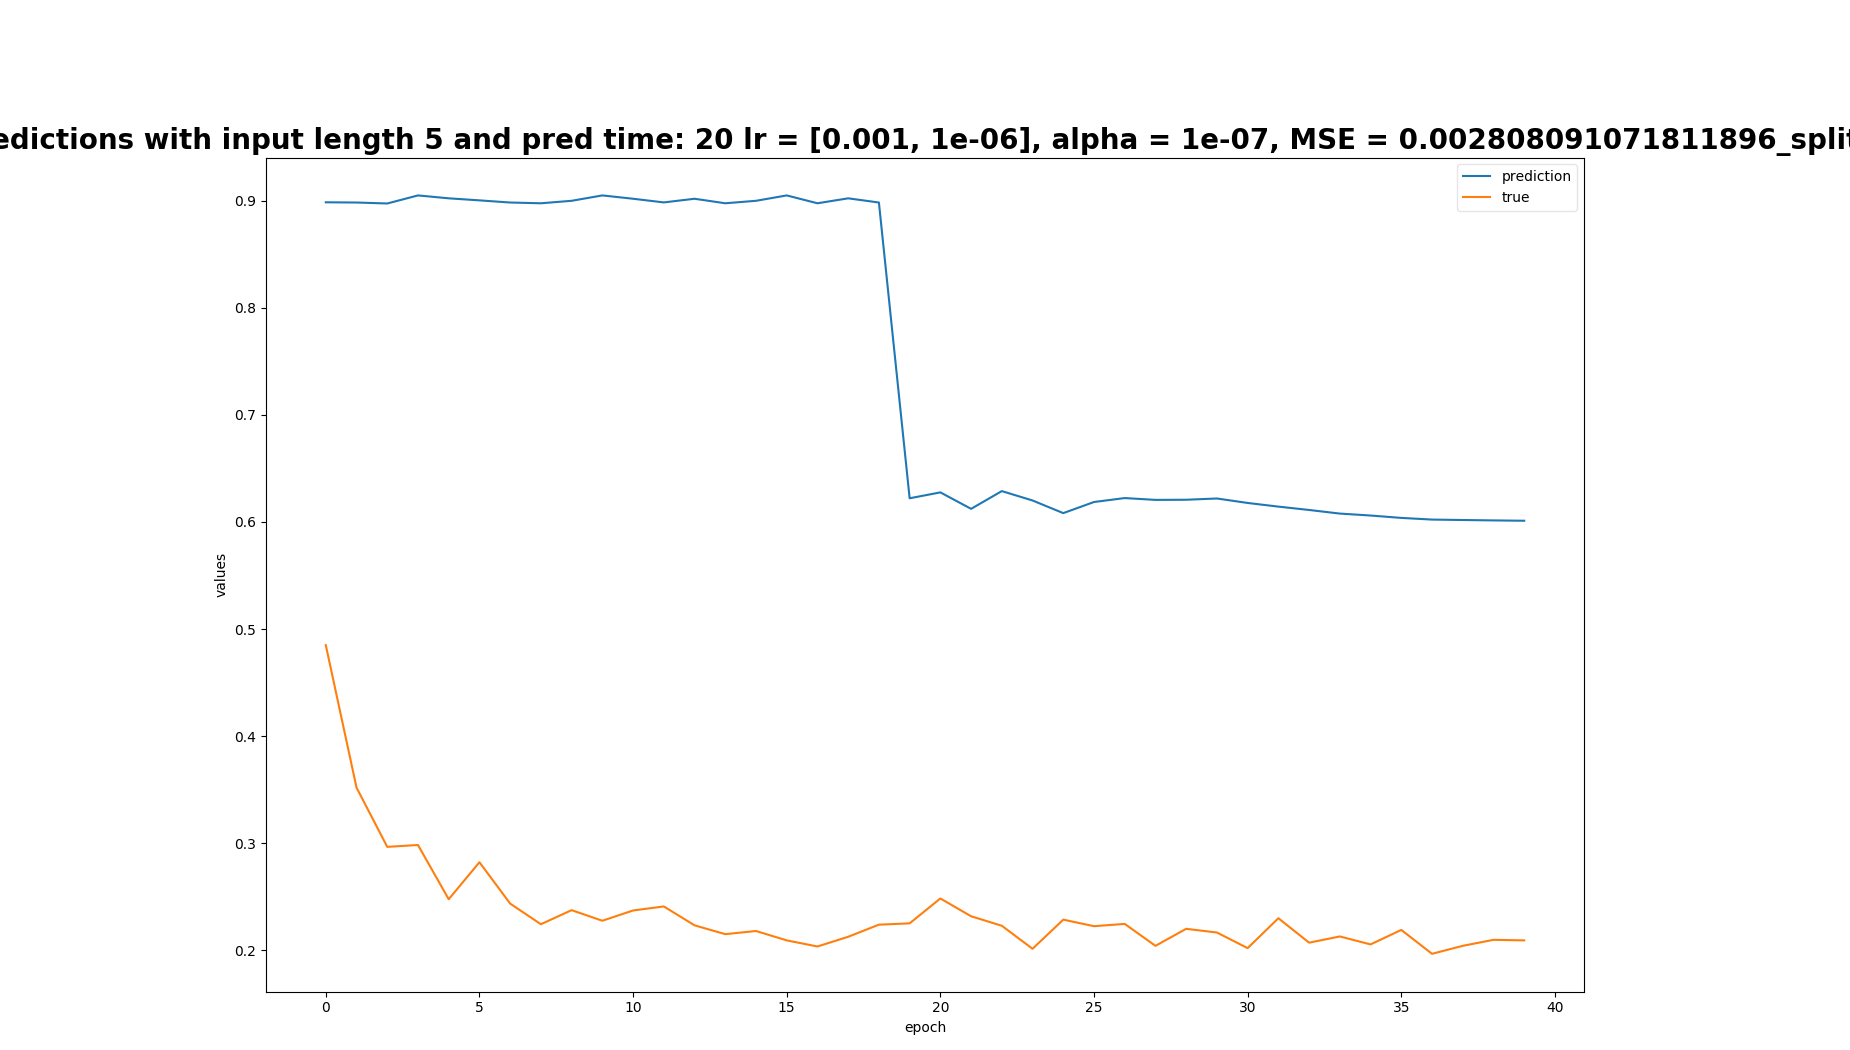 edictions with input length 5 and pred time: 20 lr = [0.001, 1e-06], alpha = 1e-07, MSE = 0.002808091071811896_split
prediction
true
0.9
0.8
0.7
0.6
0.5
0.4
0.3
0.2
values
0 5 10 15 20 25 30 35 40
epoch